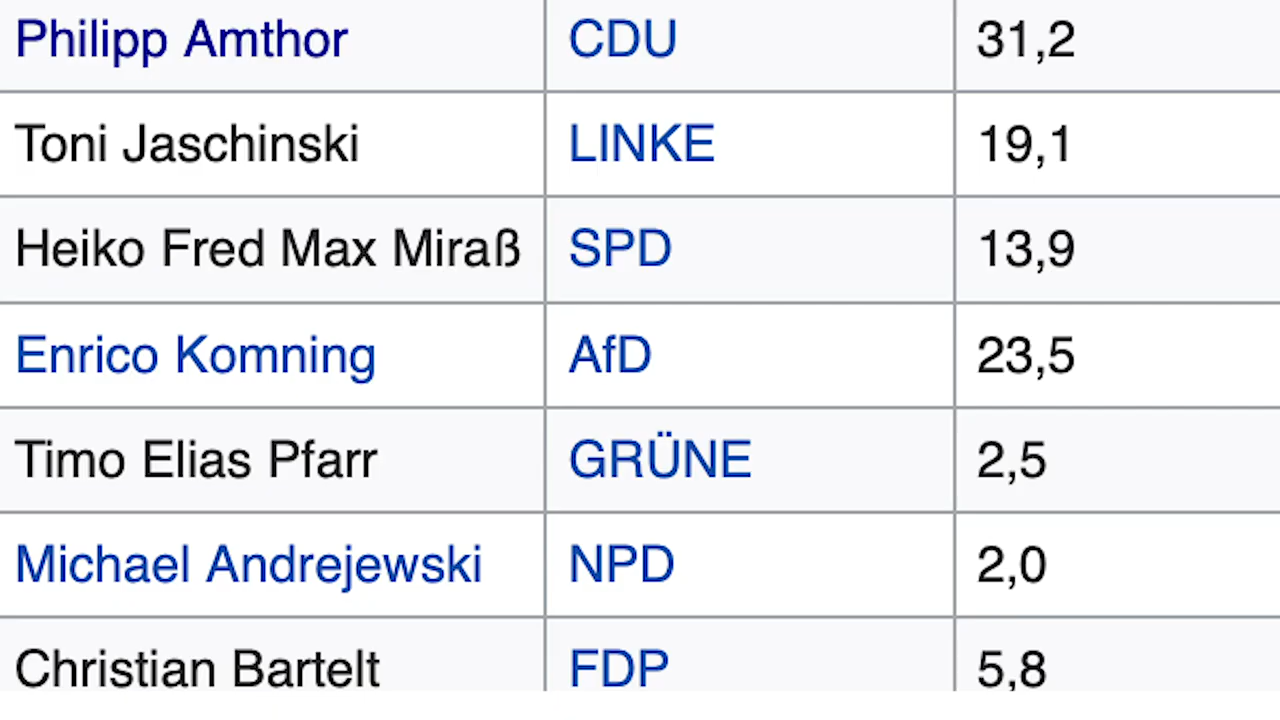 Philipp Amthor CDU 31,2
Toni Jaschinski LINKE 19,1
Heiko Fred Max Miraß SPD 13,9
Enrico Komning AfD 23,5
Timo Elias Pfarr GRÜNE 2,5
Michael Andrejewski NPD 2,0
Christian Bartelt FDP 5,8